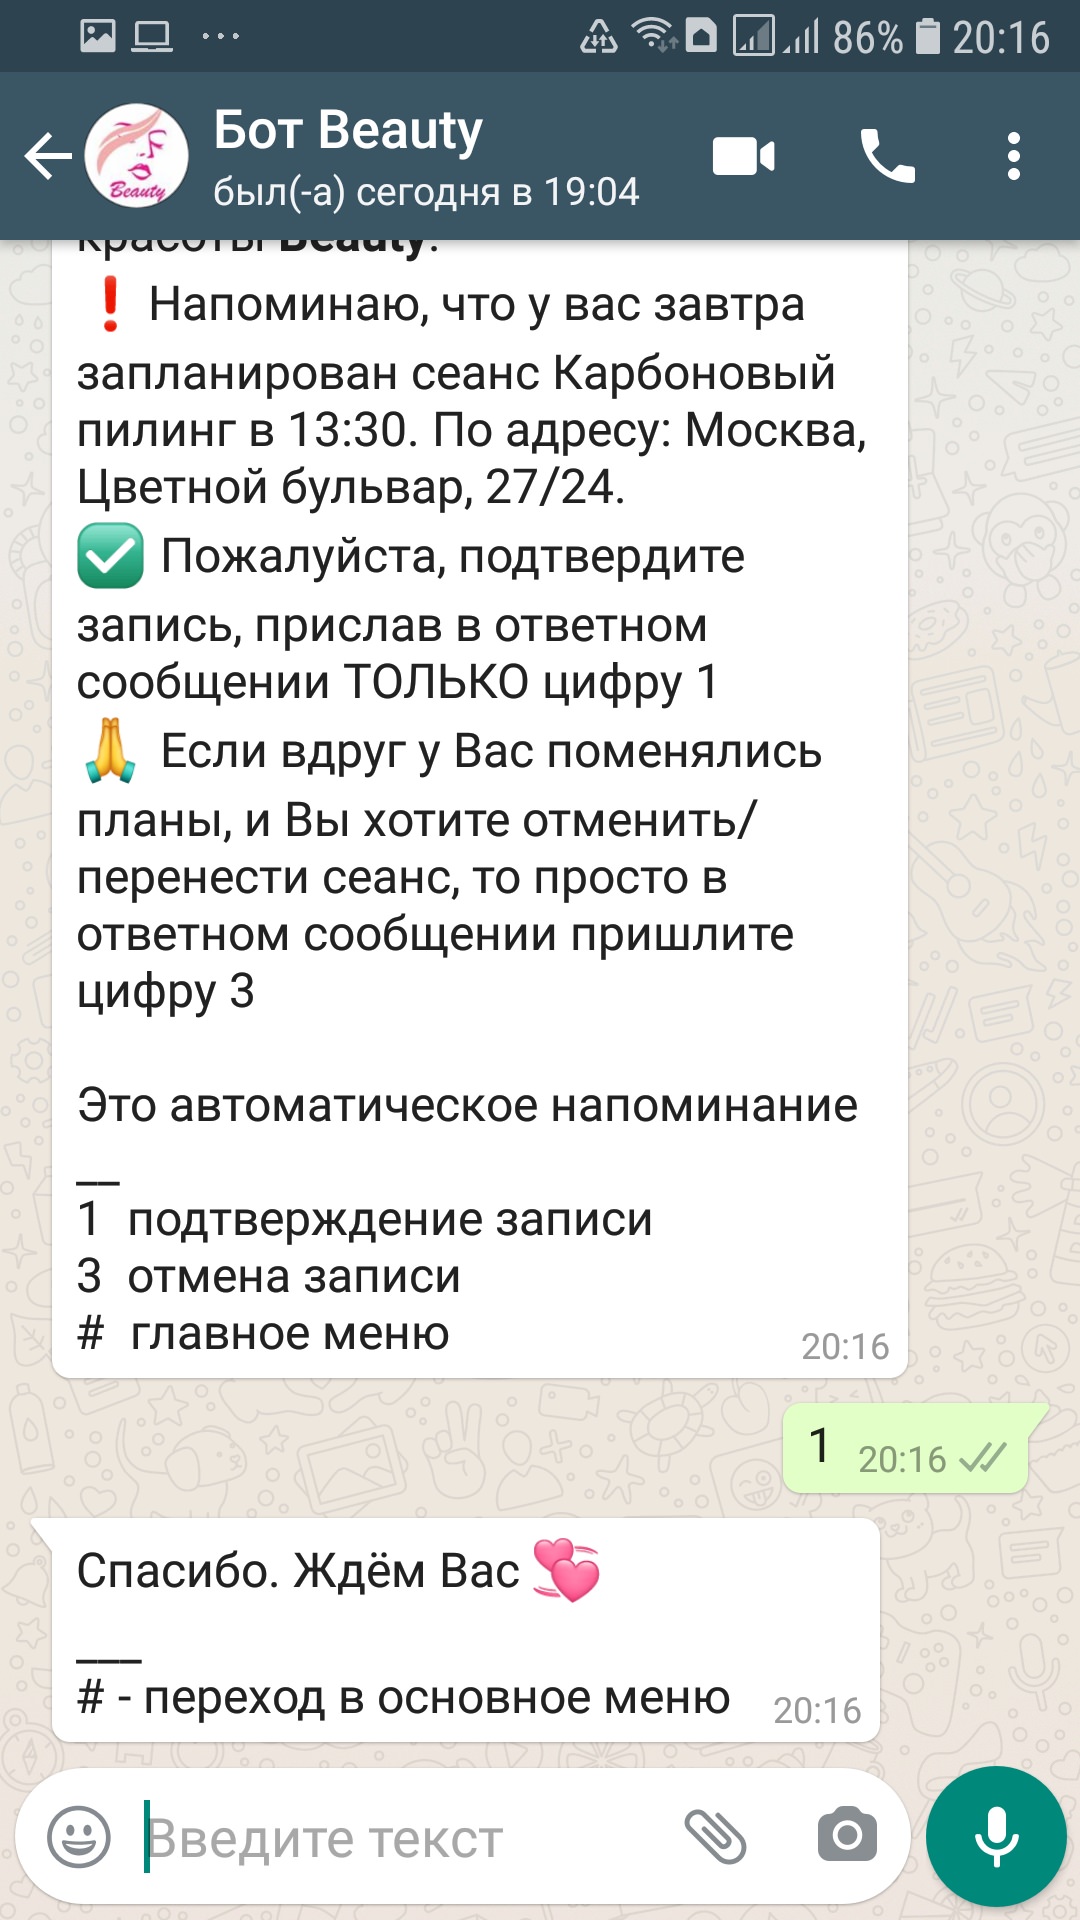 86% 20:16
Бот Beauty
был(-а) сегодня в 19:04
Beauty
красоты Beauty.
❗ Напоминаю, что у вас завтра
запланирован сеанс Карбоновый
пилинг в 13:30. По адресу: Москва,
Цветной бульвар, 27/24.
✅ Пожалуйста, подтвердите
запись, прислав в ответном
сообщении ТОЛЬКО цифру 1
🙏 Если вдруг у Вас поменялись
планы, и Вы хотите отменить/
перенести сеанс, то просто в
ответном сообщении пришлите
цифру 3
Это автоматическое напоминание
__
1 подтверждение записи
3 отмена записи
# главное меню
20:16
1 20:16
Спасибо. Ждём Вас 💞
___
# - переход в основное меню 20:16
Введите текст